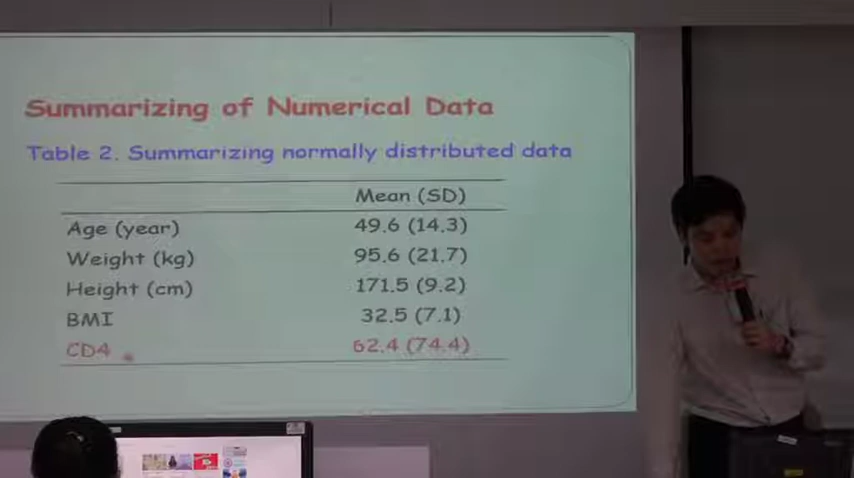 Summarizing of Numerical Data
Table 2. Summarizing normally distributed data
Mean (SD)
Age (year) 49.6 (14.3)
Weight (kg) 95.6 (21.7)
Height (cm) 171.5 (9.2)
BMI 32.5 (7.1)
CD4 62.4 (74.4)